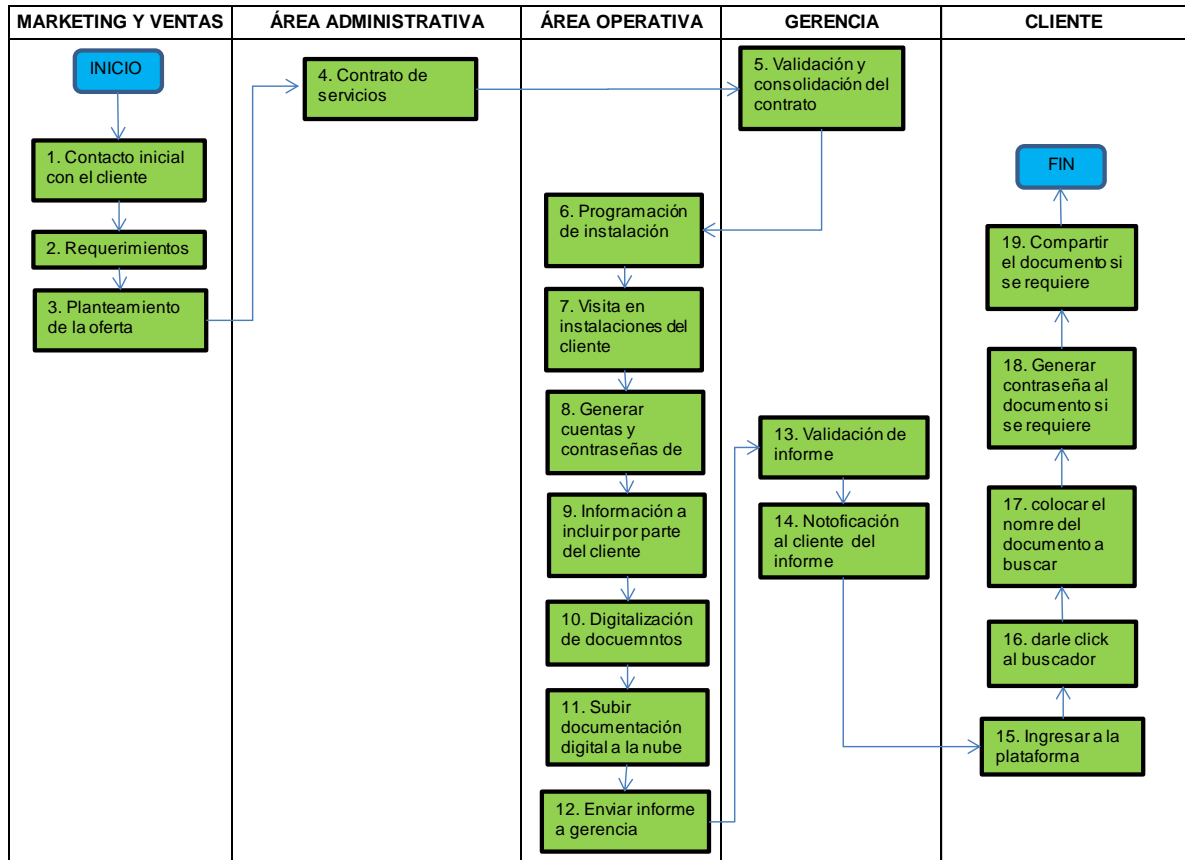 MARKETING Y VENTAS
ÁREA ADMINISTRATIVA
ÁREA OPERATIVA
GERENCIA
CLIENTE
INICIO
1. Contacto inicial
con el cliente
2. Requerimientos
3. Planteamiento
de la oferta
4. Contrato de
servicios
5. Validación y
consolidación del
contrato
6. Programación
de instalación
7. Visita en
instalaciones del
cliente
8. Generar
cuentas y
contraseñas de
9. Información a
incluir por parte
del cliente
10. Digitalización
de docuemntos
11. Subir
documentación
digital a la nube
12. Enviar informe
a gerencia
13. Validación de
informe
14. Notoficación
al cliente del
informe
15. Ingresar a la
plataforma
16. darle click
al buscador
17. colocar el
nomre del
documento a
buscar
18. Generar
contraseña al
documento si
se requiere
19. Compartir
el documento si
se requiere
FIN